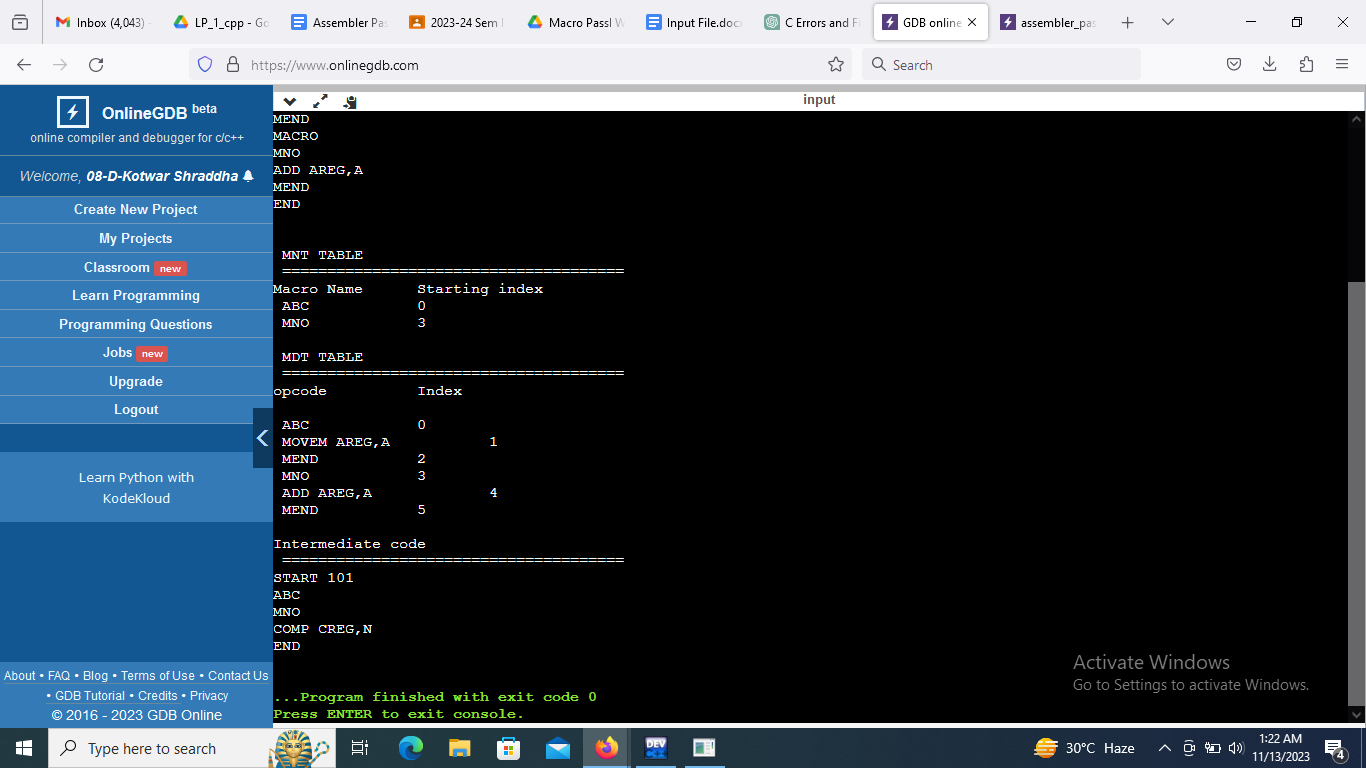 Inbox (4,043)
LP_1_cpp - Go
Assembler Pas
2023-24 Sem
Macro PassI W
Input File.doc
C Errors and Fi
GDB online
assembler_pas
https://www.onlinegdb.com
Search
OnlineGDB beta
online compiler and debugger for c/c++
Welcome, 08-D-Kotwar Shraddha
Create New Project
My Projects
Classroom new
Learn Programming
Programming Questions
Jobs new
Upgrade
Logout
Learn Python with
KodeKloud
About • FAQ • Blog • Terms of Use • Contact Us
• GDB Tutorial • Credits • Privacy
© 2016 - 2023 GDB Online
input
MEND
MACRO
MNO
ADD AREG,A
MEND
END
MNT TABLE
======================================
Macro Name Starting index
ABC 0
MNO 3
MDT TABLE
======================================
opcode Index
ABC 0
MOVEM AREG,A 1
MEND 2
MNO 3
ADD AREG,A 4
MEND 5
Intermediate code
======================================
START 101
ABC
MNO
COMP CREG,N
END
...Program finished with exit code 0
Press ENTER to exit console.
Activate Windows
Go to Settings to activate Windows.
Type here to search
DEV
30°C Haze
1:22 AM
11/13/2023
4